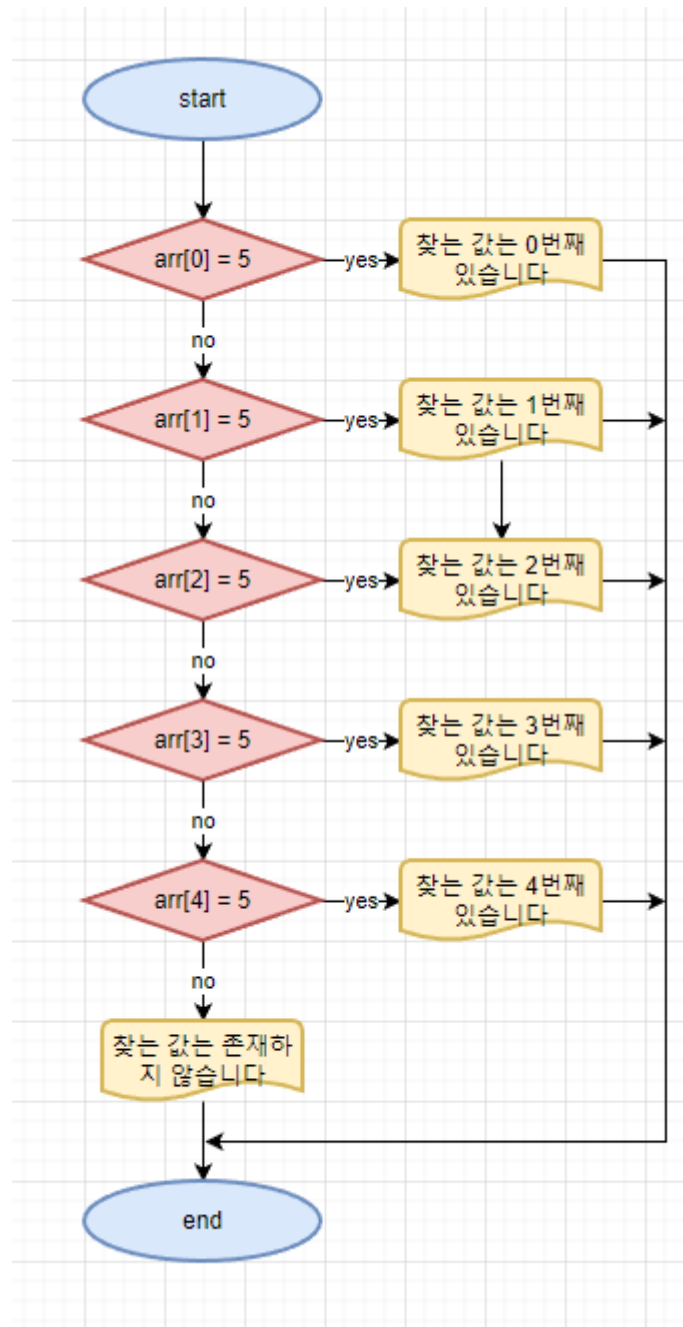 start
arr[0] = 5
yes
찾는 값는 0번째
있습니다
no
arr[1] = 5
yes
찾는 값는 1번째
있습니다
no
arr[2] = 5
yes
찾는 값는 2번째
있습니다
no
arr[3] = 5
yes
찾는 값는 3번째
있습니다
no
arr[4] = 5
yes
찾는 값는 4번째
있습니다
no
찾는 값는 존재하
지 않습니다
end